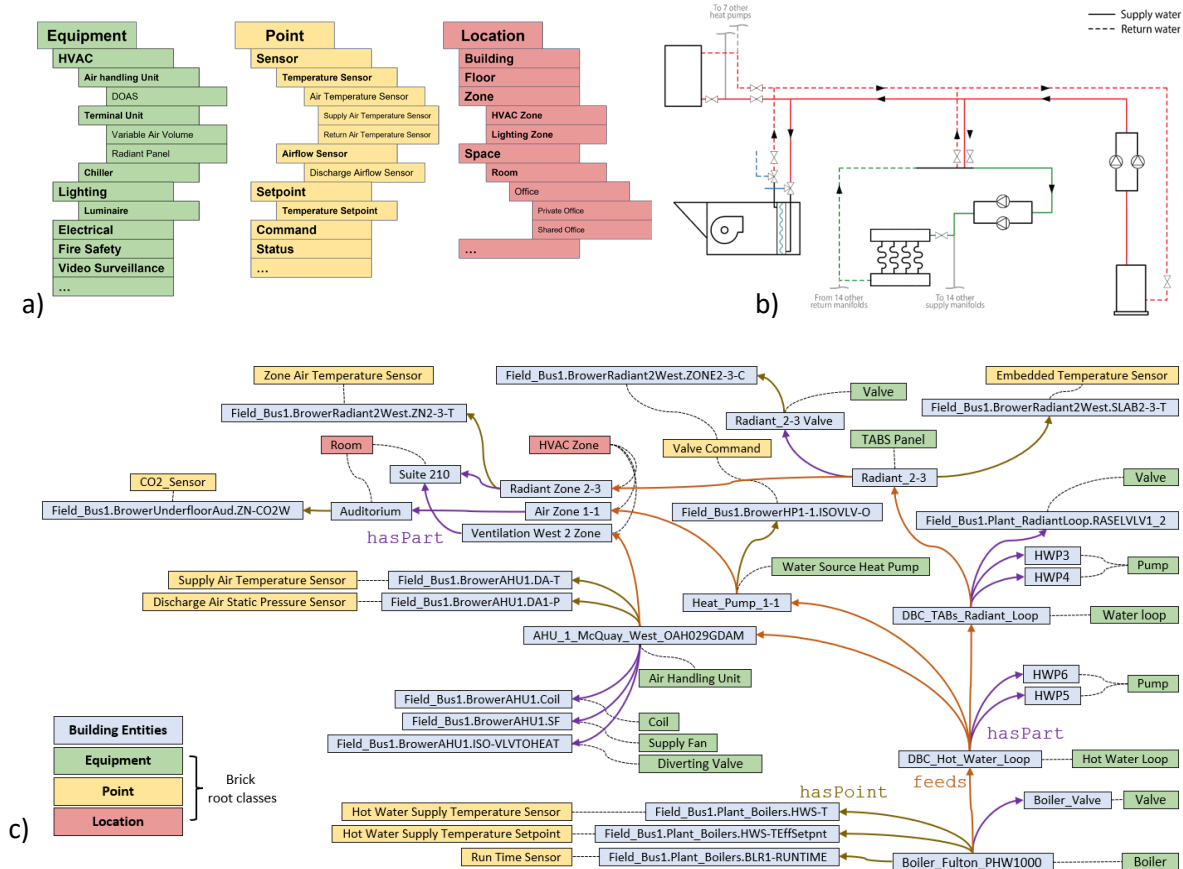 Equipment
HVAC
Air handling Unit
DOAS
Terminal Unit
Variable Air Volume
Radiant Panel
Chiller
Lighting
Luminaire
Electrical
Fire Safety
Video Surveillance
...
Point
Sensor
Temperature Sensor
Air Temperature Sensor
Supply Air Temperature Sensor
Return Air Temperature Sensor
Airflow Sensor
Discharge Airflow Sensor
Setpoint
Temperature Setpoint
Command
Status
...
Location
Building
Floor
Zone
HVAC Zone
Lighting Zone
Space
Room
Office
Private Office
Shared Office
...
a)
To 7 other
heat pumps
Supply water
Return water
From 14 other
return manifolds
To 14 other
supply manifolds
b)
Zone Air Temperature Sensor
Field_Bus1.BrowerRadiant2West.ZONE2-3-C
Embedded Temperature Sensor
Valve
Field_Bus1.BrowerRadiant2West.ZN2-3-T
Field_Bus1.BrowerRadiant2West.SLAB2-3-T
Radiant_2-3 Valve
Room
HVAC Zone
TABS Panel
Valve Command
Suite 210
Radiant_2-3
Valve
CO2_Sensor
Radiant Zone 2-3
Field_Bus1.BrowerUnderfloorAud.ZN-CO2W
Auditorium
Air Zone 1-1
Field_Bus1.BrowerHP1-1.ISOVLV-O
Field_Bus1.Plant_RadiantLoop.RASELVLV1_2
hasPart
Ventilation West 2 Zone
HWP3
Pump
Water Source Heat Pump
HWP4
Supply Air Temperature Sensor
Field_Bus1.BrowerAHU1.DA-T
Discharge Air Static Pressure Sensor
Field_Bus1.BrowerAHU1.DA1-P
Heat_Pump_1-1
DBC_TABs_Radiant_Loop
Water loop
AHU_1_McQuay_West_OAH029GDAM
Air Handling Unit
HWP6
Pump
HWP5
Field_Bus1.BrowerAHU1.Coil
Coil
Field_Bus1.BrowerAHU1.SF
Supply Fan
Field_Bus1.BrowerAHU1.ISO-VLVTOHEAT
Diverting Valve
hasPart
DBC_Hot_Water_Loop
Hot Water Loop
feeds
hasPoint
Boiler_Valve
Valve
Hot Water Supply Temperature Sensor
Field_Bus1.Plant_Boilers.HWS-T
Hot Water Supply Temperature Setpoint
Field_Bus1.Plant_Boilers.HWS-TEffSetpnt
Run Time Sensor
Field_Bus1.Plant_Boilers.BLR1-RUNTIME
Boiler_Fulton_PHW1000
Boiler
Building Entities
Equipment
Point
Location
Brick
root classes
c)